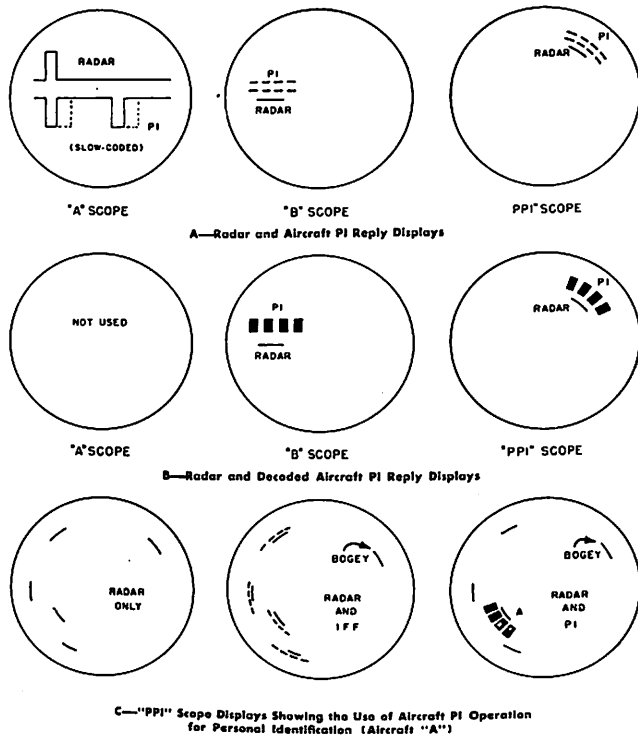 RADAR
PI
(SLOW-CODED)
PI
RADAR
PI
RADAR
"A" SCOPE
"B" SCOPE
PPI" SCOPE
A—Radar and Aircraft PI Reply Displays
NOT USED
PI
RADAR
PI
RADAR
"A" SCOPE
"B" SCOPE
"PPI" SCOPE
B—Radar and Decoded Aircraft PI Reply Displays
RADAR
ONLY
BOGEY
RADAR
AND
IFF
BOGEY
A
RADAR
AND
PI
C—"PPI" Scope Displays Showing the Use of Aircraft PI Operation
for Personal Identification (Aircraft "A")